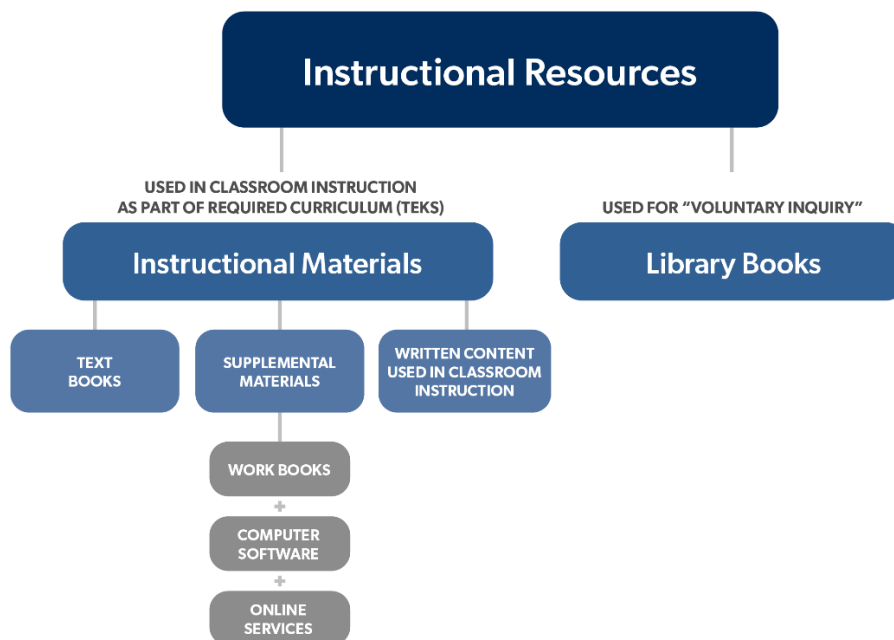 Instructional Resources
USED IN CLASSROOM INSTRUCTION
AS PART OF REQUIRED CURRICULUM (TEKS)
USED FOR “VOLUNTARY INQUIRY”
Instructional Materials
Library Books
TEXT
BOOKS
SUPPLEMENTAL
MATERIALS
WRITTEN CONTENT
USED IN CLASSROOM
INSTRUCTION
WORK BOOKS
+
COMPUTER
SOFTWARE
+
ONLINE
SERVICES